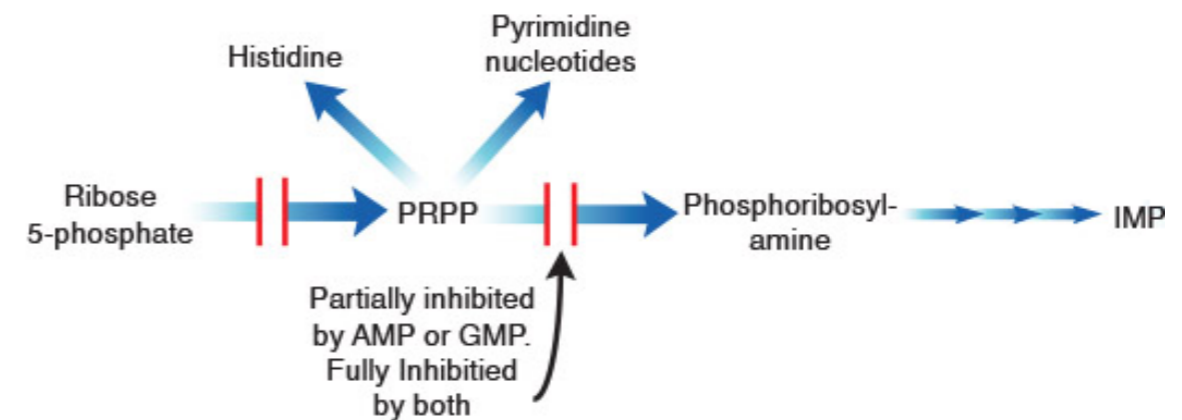 Histidine
Pyrimidine
nucleotides
Ribose
5-phosphate
PRPP
Phosphoribosyl-
amine
IMP
Partially inhibited
by AMP or GMP.
Fully Inhibitied
by both